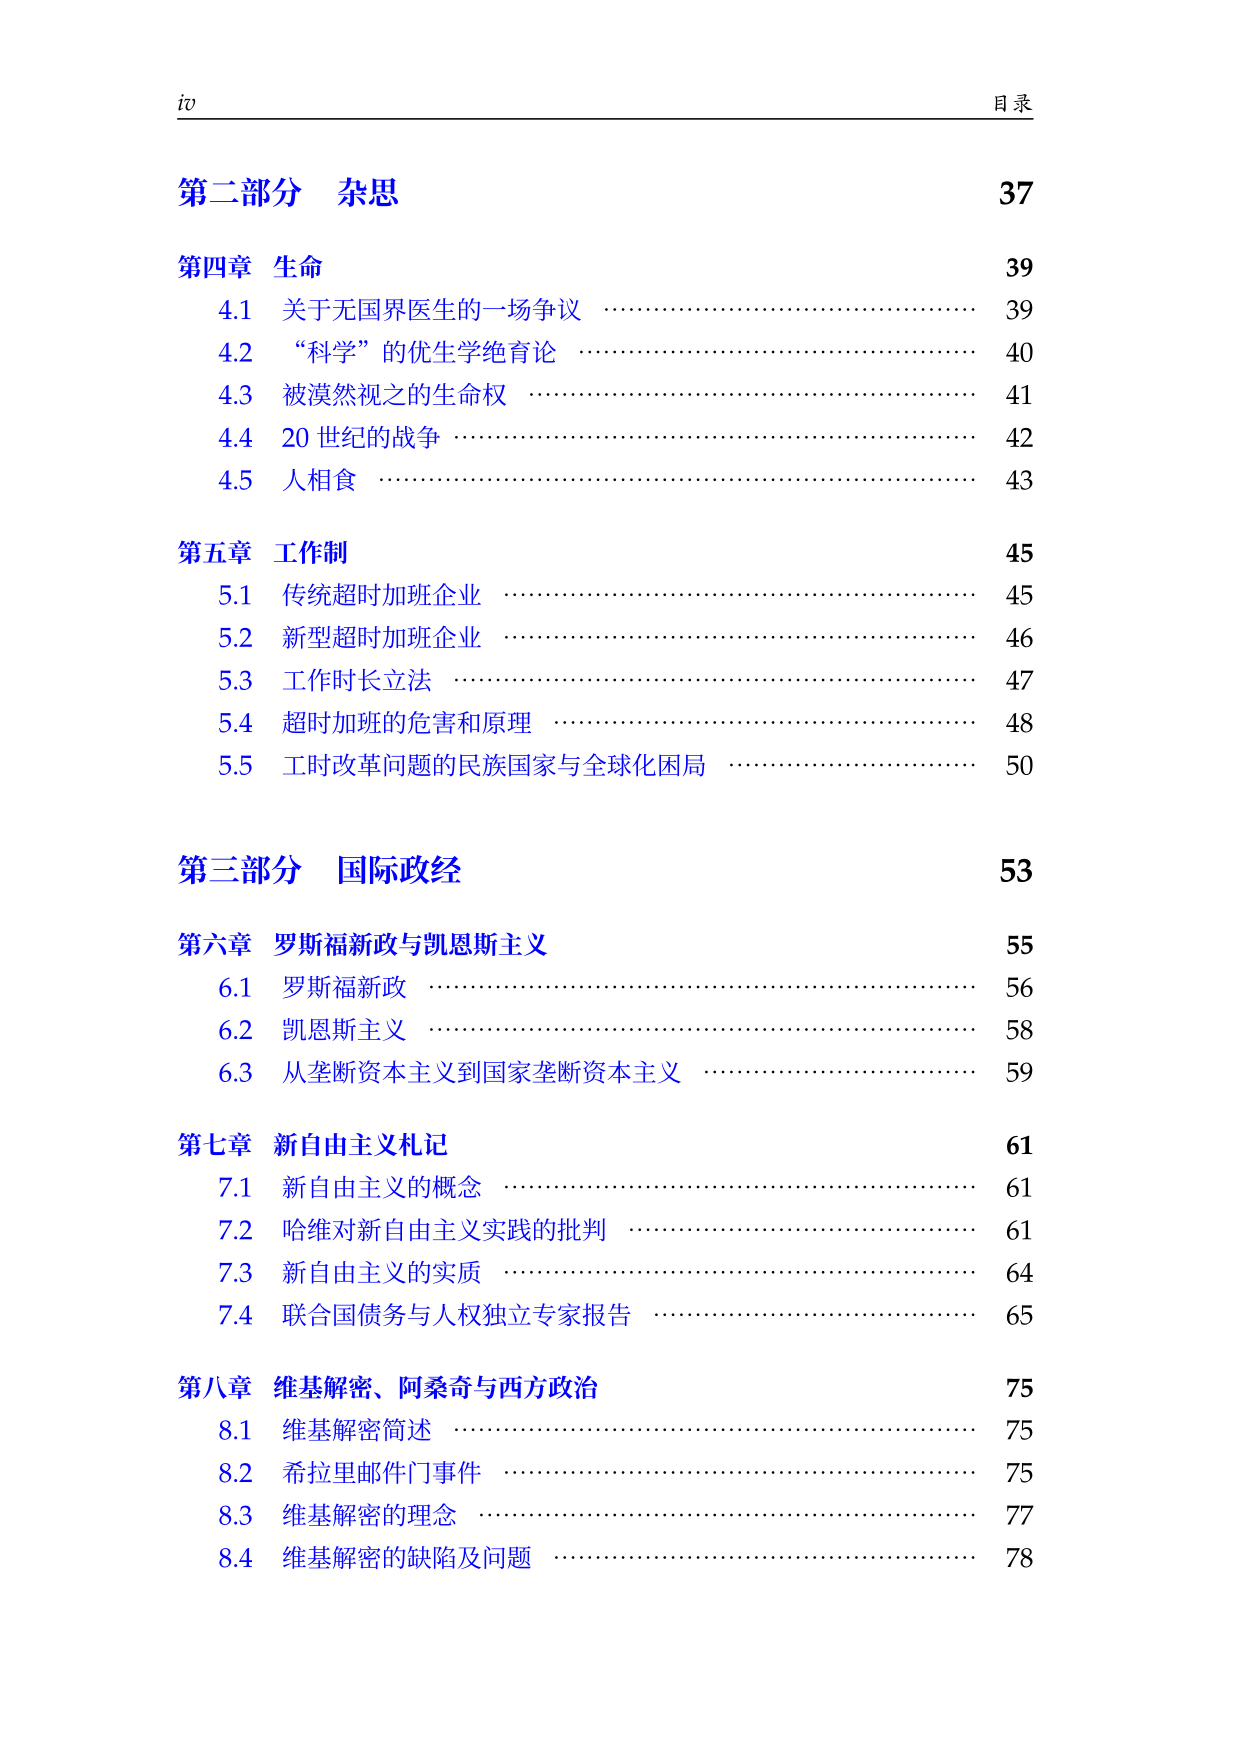 iv 目录
第二部分 杂思 37
第四章 生命 39
4.1 关于无国界医生的一场争议 39
4.2 “科学”的优生学绝育论 40
4.3 被漠然视之的生命权 41
4.4 20 世纪的战争 42
4.5 人相食 43
第五章 工作制 45
5.1 传统超时加班企业 45
5.2 新型超时加班企业 46
5.3 工作时长立法 47
5.4 超时加班的危害和原理 48
5.5 工时改革问题的民族国家与全球化困局 50
第三部分 国际政经 53
第六章 罗斯福新政与凯恩斯主义 55
6.1 罗斯福新政 56
6.2 凯恩斯主义 58
6.3 从垄断资本主义到国家垄断资本主义 59
第七章 新自由主义札记 61
7.1 新自由主义的概念 61
7.2 哈维对新自由主义实践的批判 61
7.3 新自由主义的实质 64
7.4 联合国债务与人权独立专家报告 65
第八章 维基解密、阿桑奇与西方政治 75
8.1 维基解密简述 75
8.2 希拉里邮件门事件 75
8.3 维基解密的理念 77
8.4 维基解密的缺陷及问题 78